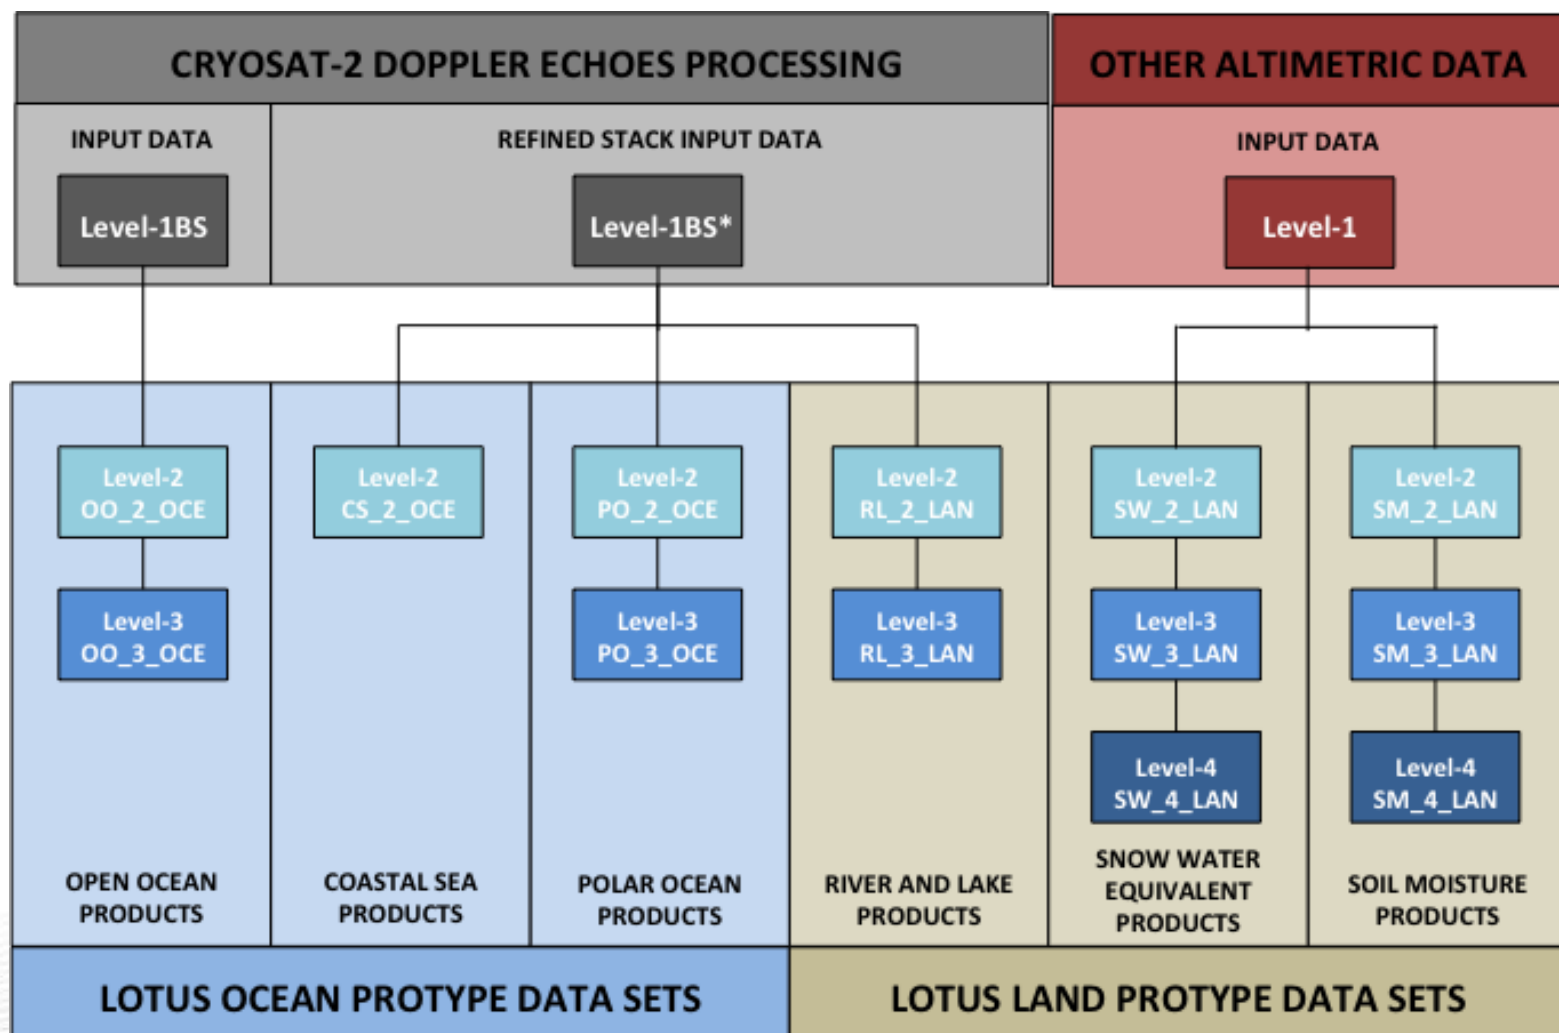 CRYOSAT-2 DOPPLER ECHOES PROCESSING
OTHER ALTIMETRIC DATA
INPUT DATA
REFINED STACK INPUT DATA
INPUT DATA
Level-1BS
Level-1BS*
Level-1
Level-2
OO_2_OCE
Level-2
CS_2_OCE
Level-2
PO_2_OCE
Level-2
RL_2_LAN
Level-2
SW_2_LAN
Level-2
SM_2_LAN
Level-3
OO_3_OCE
Level-3
PO_3_OCE
Level-3
RL_3_LAN
Level-3
SW_3_LAN
Level-3
SM_3_LAN
Level-4
SW_4_LAN
Level-4
SM_4_LAN
OPEN OCEAN
PRODUCTS
COASTAL SEA
PRODUCTS
POLAR OCEAN
PRODUCTS
RIVER AND LAKE
PRODUCTS
SNOW WATER
EQUIVALENT
PRODUCTS
SOIL MOISTURE
PRODUCTS
LOTUS OCEAN PROTYPE DATA SETS
LOTUS LAND PROTYPE DATA SETS